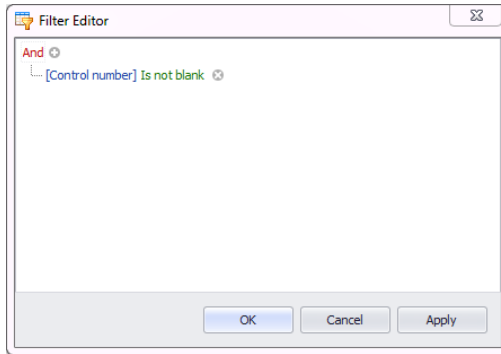 Filter Editor
And
[Control number] Is not blank
OK Cancel Apply